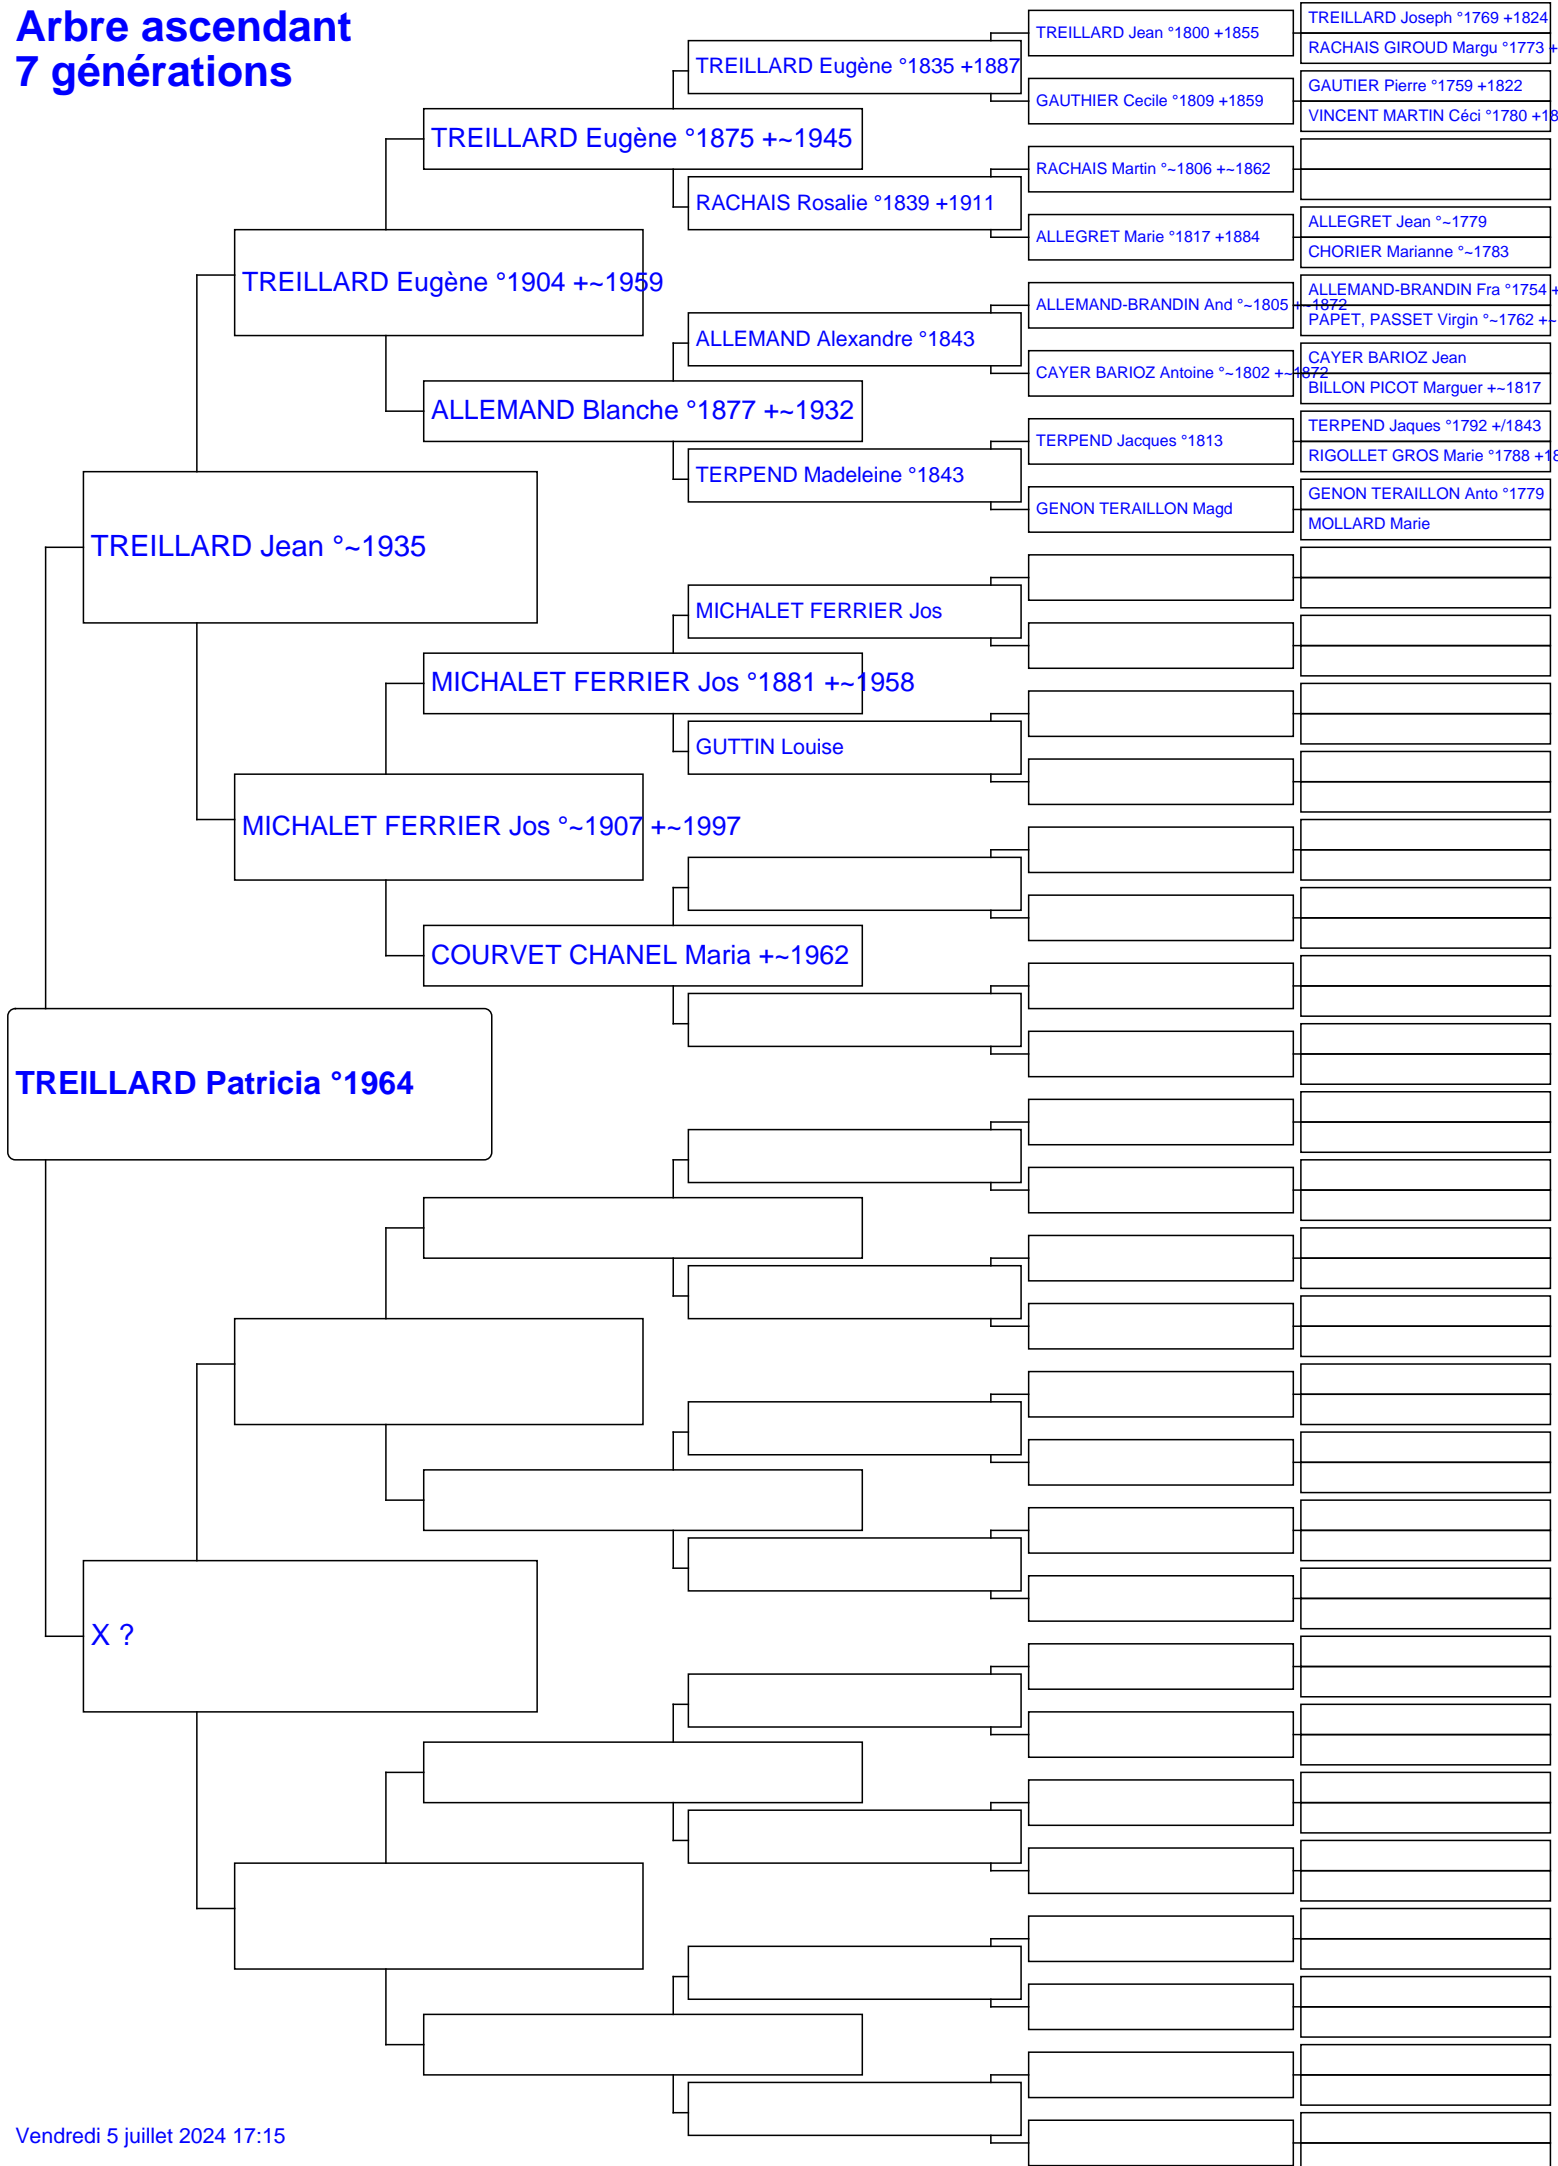 Arbre ascendant
7 générations
TREILLARD Joseph °1769 +1824
TREILLARD Jean °1800 +1855
RACHAIS GIROUD Margu °1773 +
TREILLARD Eugène °1835 +1887
GAUTIER Pierre °1759 +1822
GAUTHIER Cecile °1809 +1859
VINCENT MARTIN Céci °1780 +18
TREILLARD Eugène °1875 +~1945
RACHAIS Martin °~1806 +~1862
RACHAIS Rosalie °1839 +1911
ALLEGRET Jean °~1779
ALLEGRET Marie °1817 +1884
CHORIER Marianne °~1783
TREILLARD Eugène °1904 +~1959
ALLEMAND-BRANDIN Fra °1754 +
ALLEMAND-BRANDIN And °~1805 +~1872
PAPET, PASSET Virgin °~1762 +~
ALLEMAND Alexandre °1843
CAYER BARIOZ Jean
CAYER BARIOZ Antoine °~1802 +~1872
BILLON PICOT Marguer +~1817
ALLEMAND Blanche °1877 +~1932
TERPEND Jaques °1792 +/1843
TERPEND Jacques °1813
RIGOLLET GROS Marie °1788 +18
TERPEND Madeleine °1843
GENON TERAILLON Anto °1779
GENON TERAILLON Magd
MOLLARD Marie
TREILLARD Jean °~1935
MICHALET FERRIER Jos
MICHALET FERRIER Jos °1881 +~1958
GUTTIN Louise
MICHALET FERRIER Jos °~1907 +~1997
COURVET CHANEL Maria +~1962
TREILLARD Patricia °1964
X ?
Vendredi 5 juillet 2024 17:15